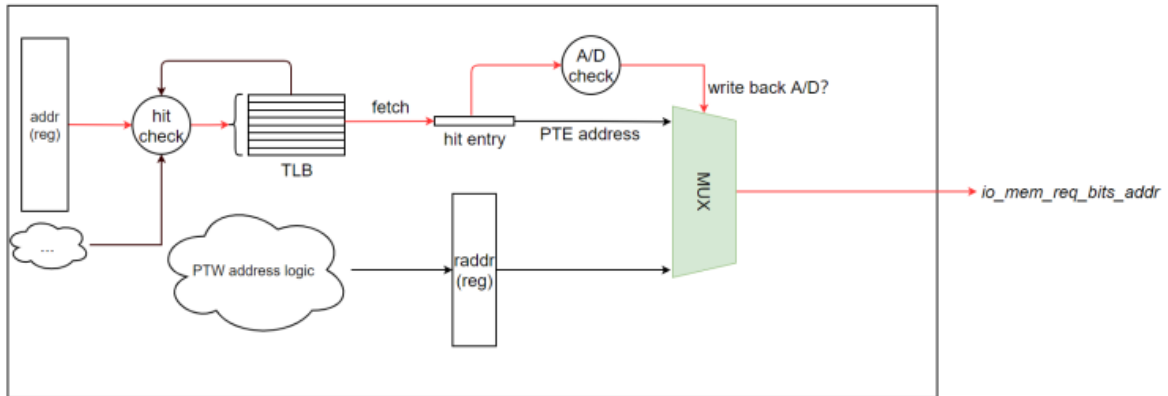 addr
(reg)
hit
check
TLB
fetch
hit entry
A/D
check
write back A/D?
PTE address
MUX
io_mem_req_bits_addr
...
PTW address logic
raddr
(reg)